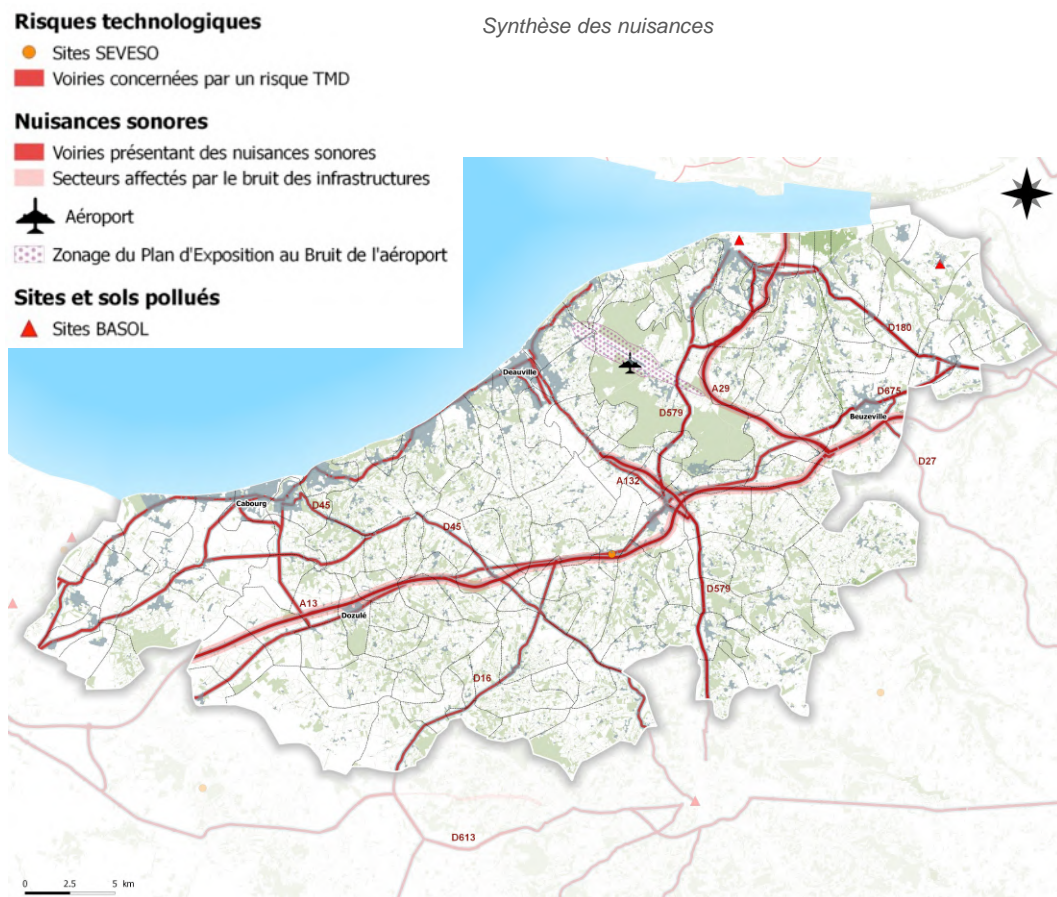 Synthèse des nuisances
Risques technologiques
Sites SEVESO
Voiries concernées par un risque TMD
Nuisances sonores
Voiries présentant des nuisances sonores
Secteurs affectés par le bruit des infrastructures
Aéroport
Zonage du Plan d'Exposition au Bruit de l'aéroport
Sites et sols pollués
Sites BASOL
D180
Deauville
A29
D675
D579
Beuzeville
D27
A132
Cabourg
D45
D45
A13
Dozulé
D579
D16
D613
0 2.5 5 km